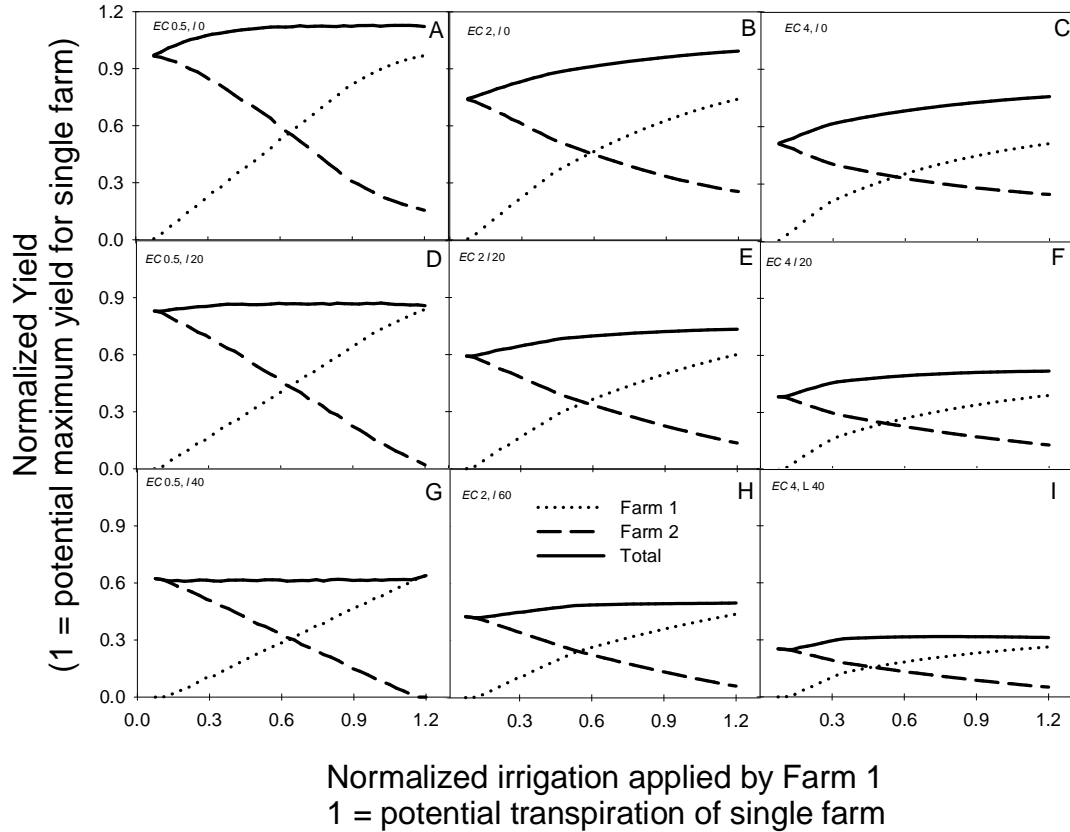 1.2
EC 0.5, l 0
A
EC 2, l 0
B
EC 4, l 0
C
0.9
0.6
0.3
0.0
EC 0.5, l 20
D
EC 2 l 20
E
EC 4 l 20
F
0.9
0.6
0.3
0.0
EC 0.5, l 40
G
EC 2, l 60
H
EC 4, L 40
I
0.9
0.6
0.3
0.0
Farm 1
Farm 2
Total
0.0 0.3 0.6 0.9 1.2 0.3 0.6 0.9 1.2 0.3 0.6 0.9 1.2
Normalized Yield
(1 = potential maximum yield for single farm)
Normalized irrigation applied by Farm 1
1 = potential transpiration of single farm